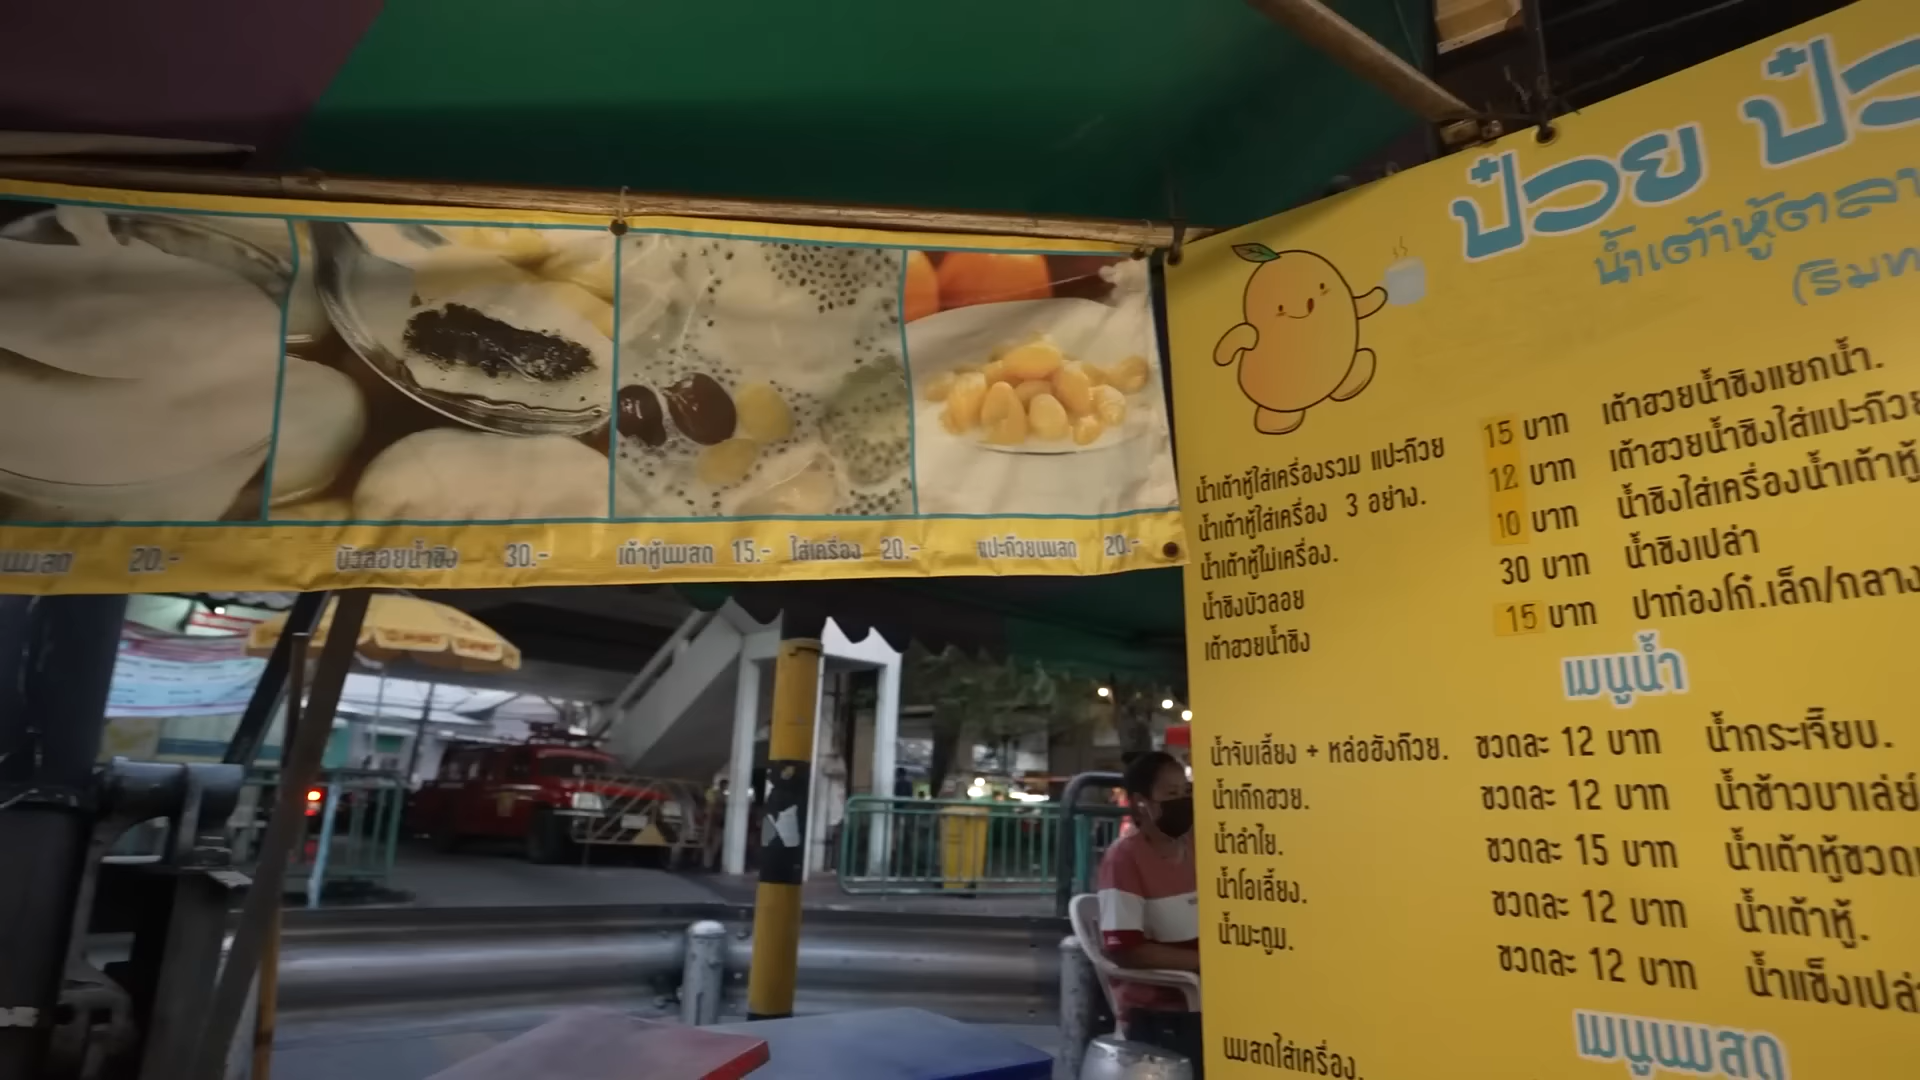 นมสด 20.- บัวลอยน้ำขิง 30.- เต้าหู้นมสด 15.- ใส่เครื่อง 20.- แปะก๊วยนมสด 20.-
ป๋วย
น้ำเต้าหู้ตลา
(ริมท
น้ำเต้าหู้ใส่เครื่องรวม แปะก๊วย 15 บาท เต้าฮวยน้ำขิงแยกน้ำ.
น้ำเต้าหู้ใส่เครื่อง 3 อย่าง. 12 บาท เต้าฮวยน้ำขิงใส่แปะก๊วย
น้ำเต้าหู้ไม่เครื่อง. 10 บาท น้ำขิงใส่เครื่องน้ำเต้าหู้
น้ำขิงบัวลอย 30 บาท น้ำขิงเปล่า
เต้าฮวยน้ำขิง 15 บาท ปาท่องโก๋.เล็ก/กลาง
เมนูน้ำ
น้ำจับเลี้ยง + หล่อฮังก๊วย. ขวดละ 12 บาท น้ำกระเจี๊ยบ.
น้ำเก๊กฮวย. ขวดละ 12 บาท น้ำข้าวบาเล่ย์
น้ำลำไย. ขวดละ 15 บาท น้ำเต้าหู้ขวด
น้ำโอเลี้ยง. ขวดละ 12 บาท น้ำเต้าหู้.
น้ำมะตูม. ขวดละ 12 บาท น้ำแข็งเปล่า
เมนูนมสด
นมสดใส่เครื่อง.